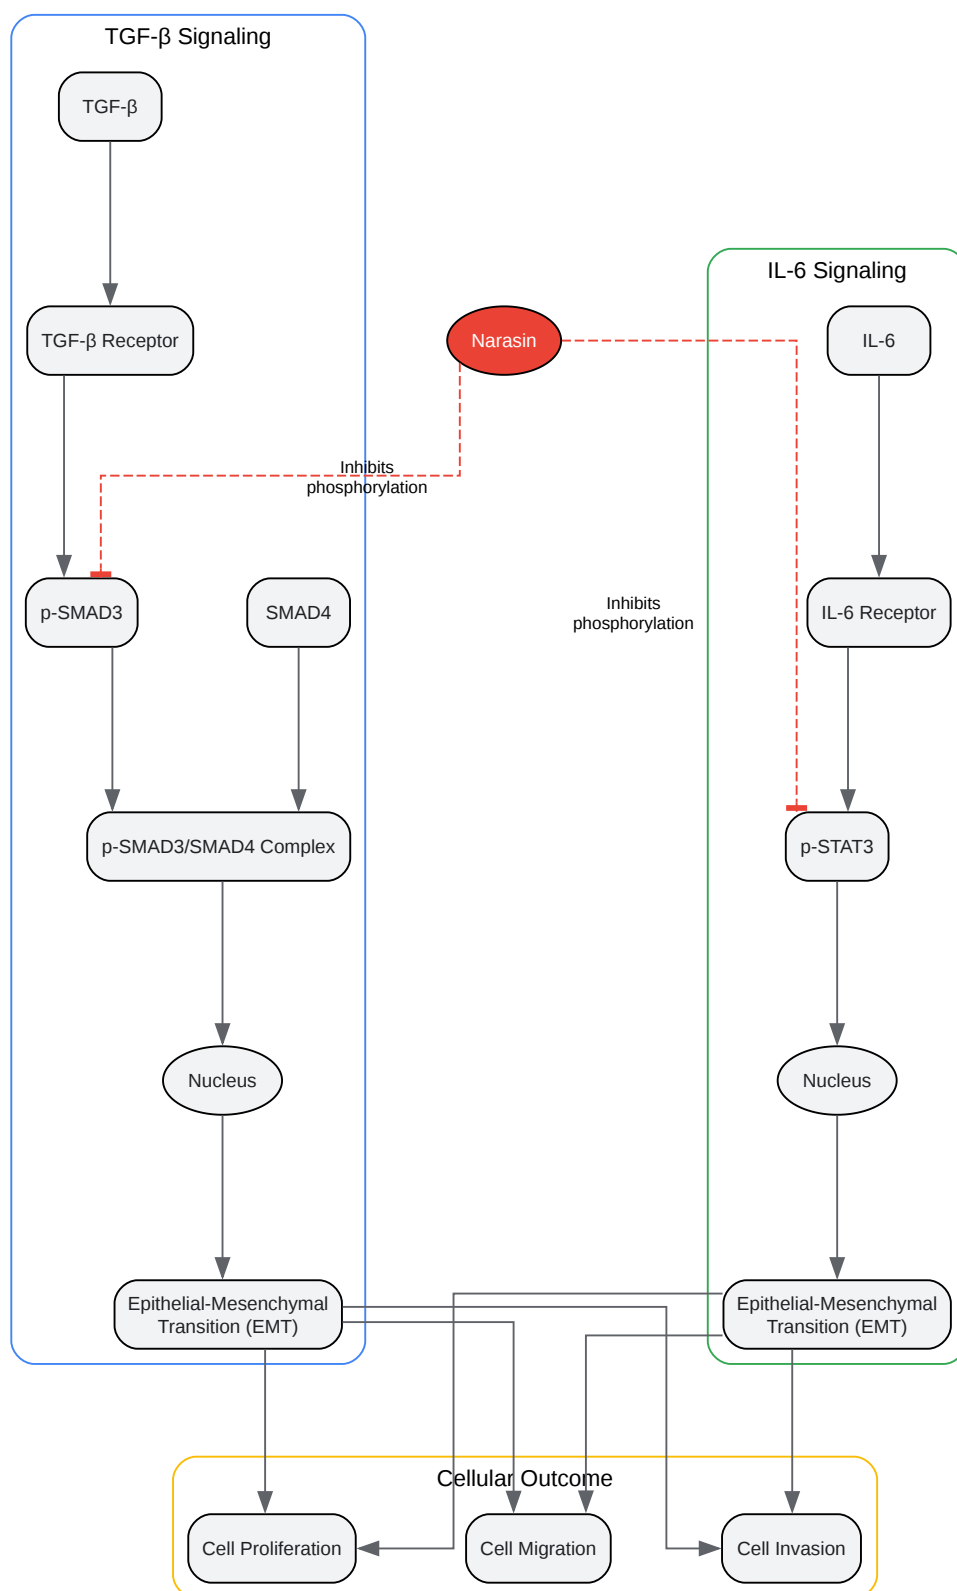 TGF-β Signaling
TGF-β
IL-6 Signaling
TGF-β Receptor
Narasin
IL-6
Inhibits
phosphorylation
Inhibits
phosphorylation
p-SMAD3
SMAD4
IL-6 Receptor
p-SMAD3/SMAD4 Complex
p-STAT3
Nucleus
Nucleus
Epithelial-Mesenchymal
Transition (EMT)
Epithelial-Mesenchymal
Transition (EMT)
Cellular Outcome
Cell Proliferation
Cell Migration
Cell Invasion